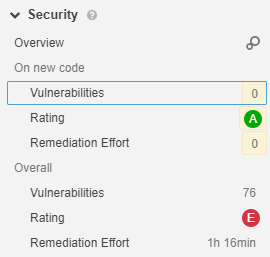 Security ?
Overview
On new code
Vulnerabilities 0
Rating A
Remediation Effort 0
Overall
Vulnerabilities 76
Rating E
Remediation Effort 1h 16min